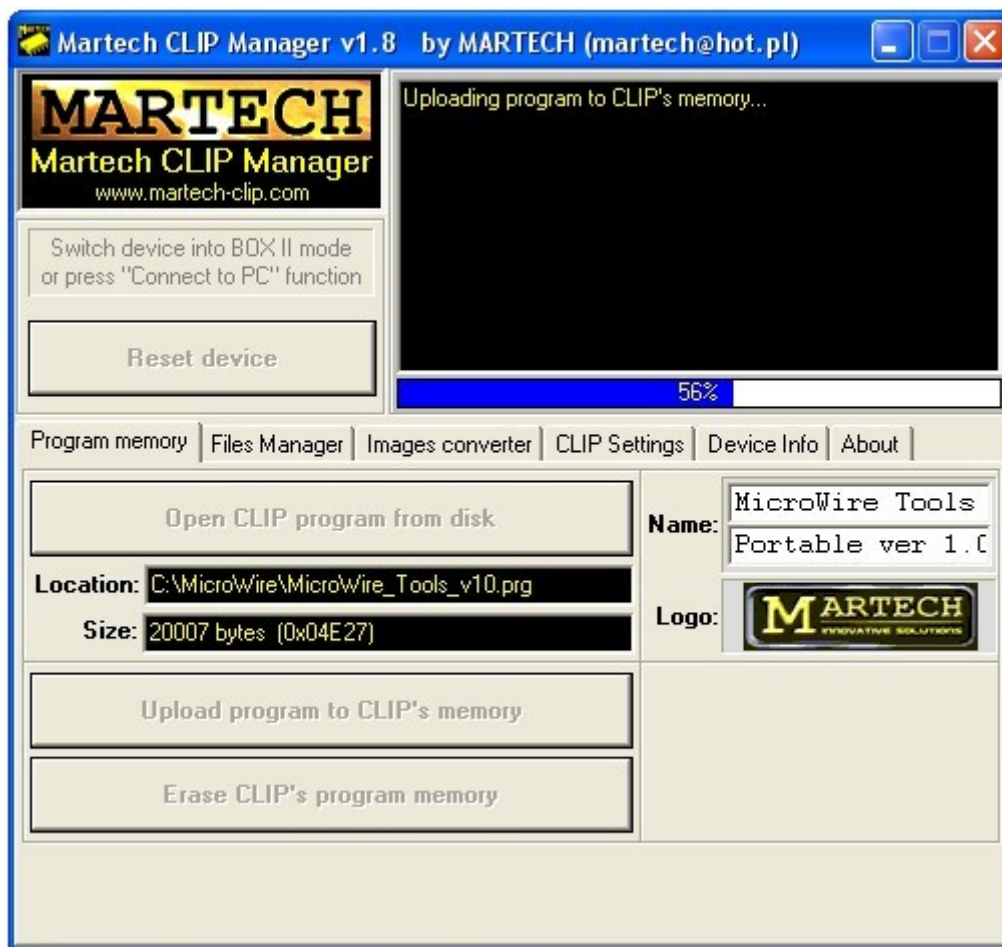 Martech CLIP Manager v1.8 by MARTECH (martech@hot.pl)
MARTECH
Martech CLIP Manager
www.martech-clip.com
Uploading program to CLIP's memory...
Switch device into BOX II mode
or press "Connect to PC" function
Reset device
56%
Program memory Files Manager Images converter CLIP Settings Device Info About
Open CLIP program from disk
Name:
MicroWire Tools
Portable ver 1.0
Location: C:\MicroWire\MicroWire_Tools_v10.prg
Size: 20007 bytes (0x04E27)
Logo:
MARTECH
INNOVATIVE SOLUTIONS
Upload program to CLIP's memory
Erase CLIP's program memory